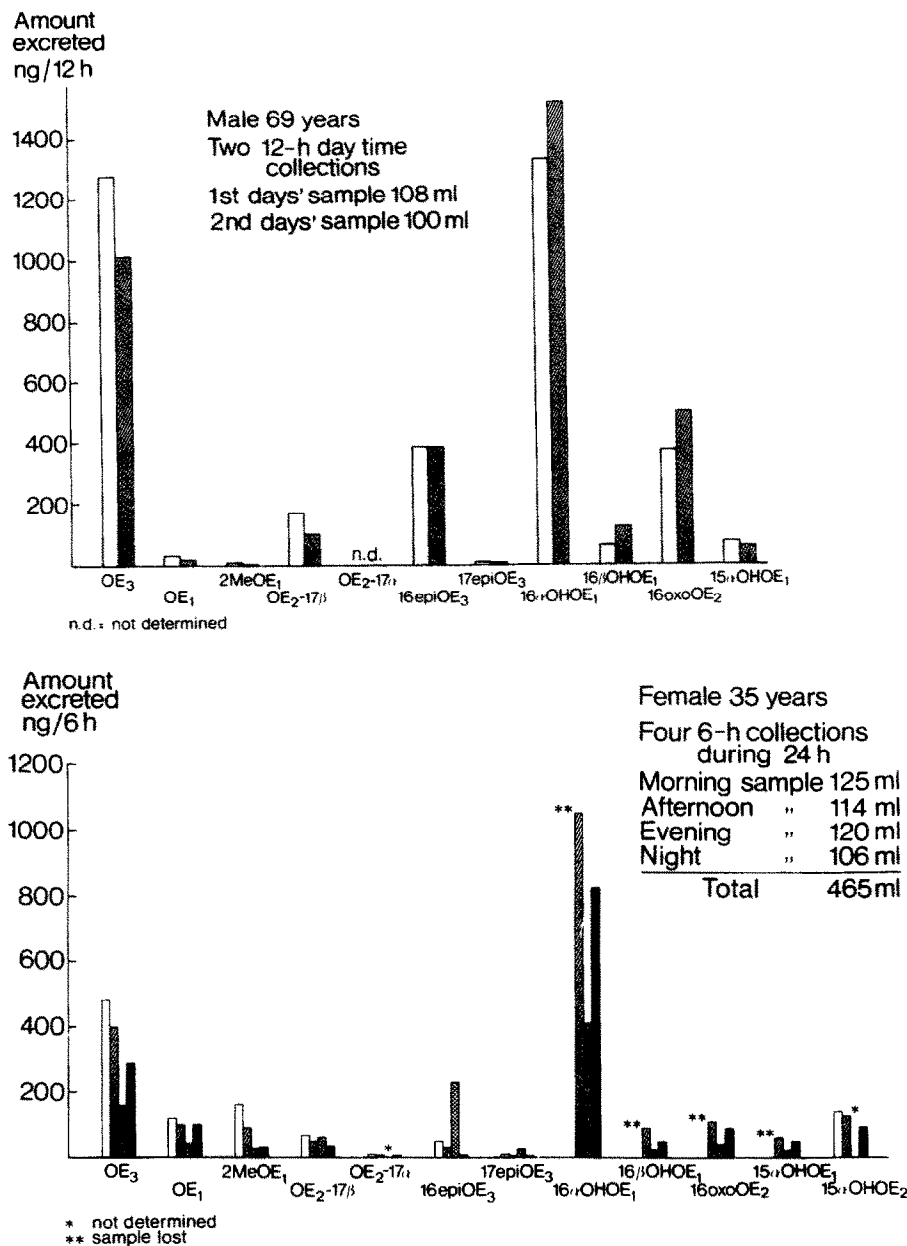 Amount
excreted
ng/12 h
1400
1200
1000
800
600
400
200
Male 69 years
Two 12-h day time
collections
1st days' sample 108 ml
2nd days' sample 100 ml
n.d.
OE₃
OE₁
2MeOE₁
OE₂-17β
OE₂-17α
16epiOE₃
17epiOE₃
16αOHOE₁
16βOHOE₁
16oxoOE₂
15αOHOE₁
n.d. = not determined
Amount
excreted
ng/6 h
1200
1000
800
600
400
200
Female 35 years
Four 6-h collections
during 24 h
Morning sample 125 ml
Afternoon " 114 ml
Evening " 120 ml
Night " 106 ml
Total 465 ml
*
**
**
**
**
*
OE₃
OE₁
2MeOE₁
OE₂-17β
OE₂-17α
16epiOE₃
17epiOE₃
16αOHOE₁
16βOHOE₁
16oxoOE₂
15αOHOE₁
15αOHOE₂
* not determined
** sample lost